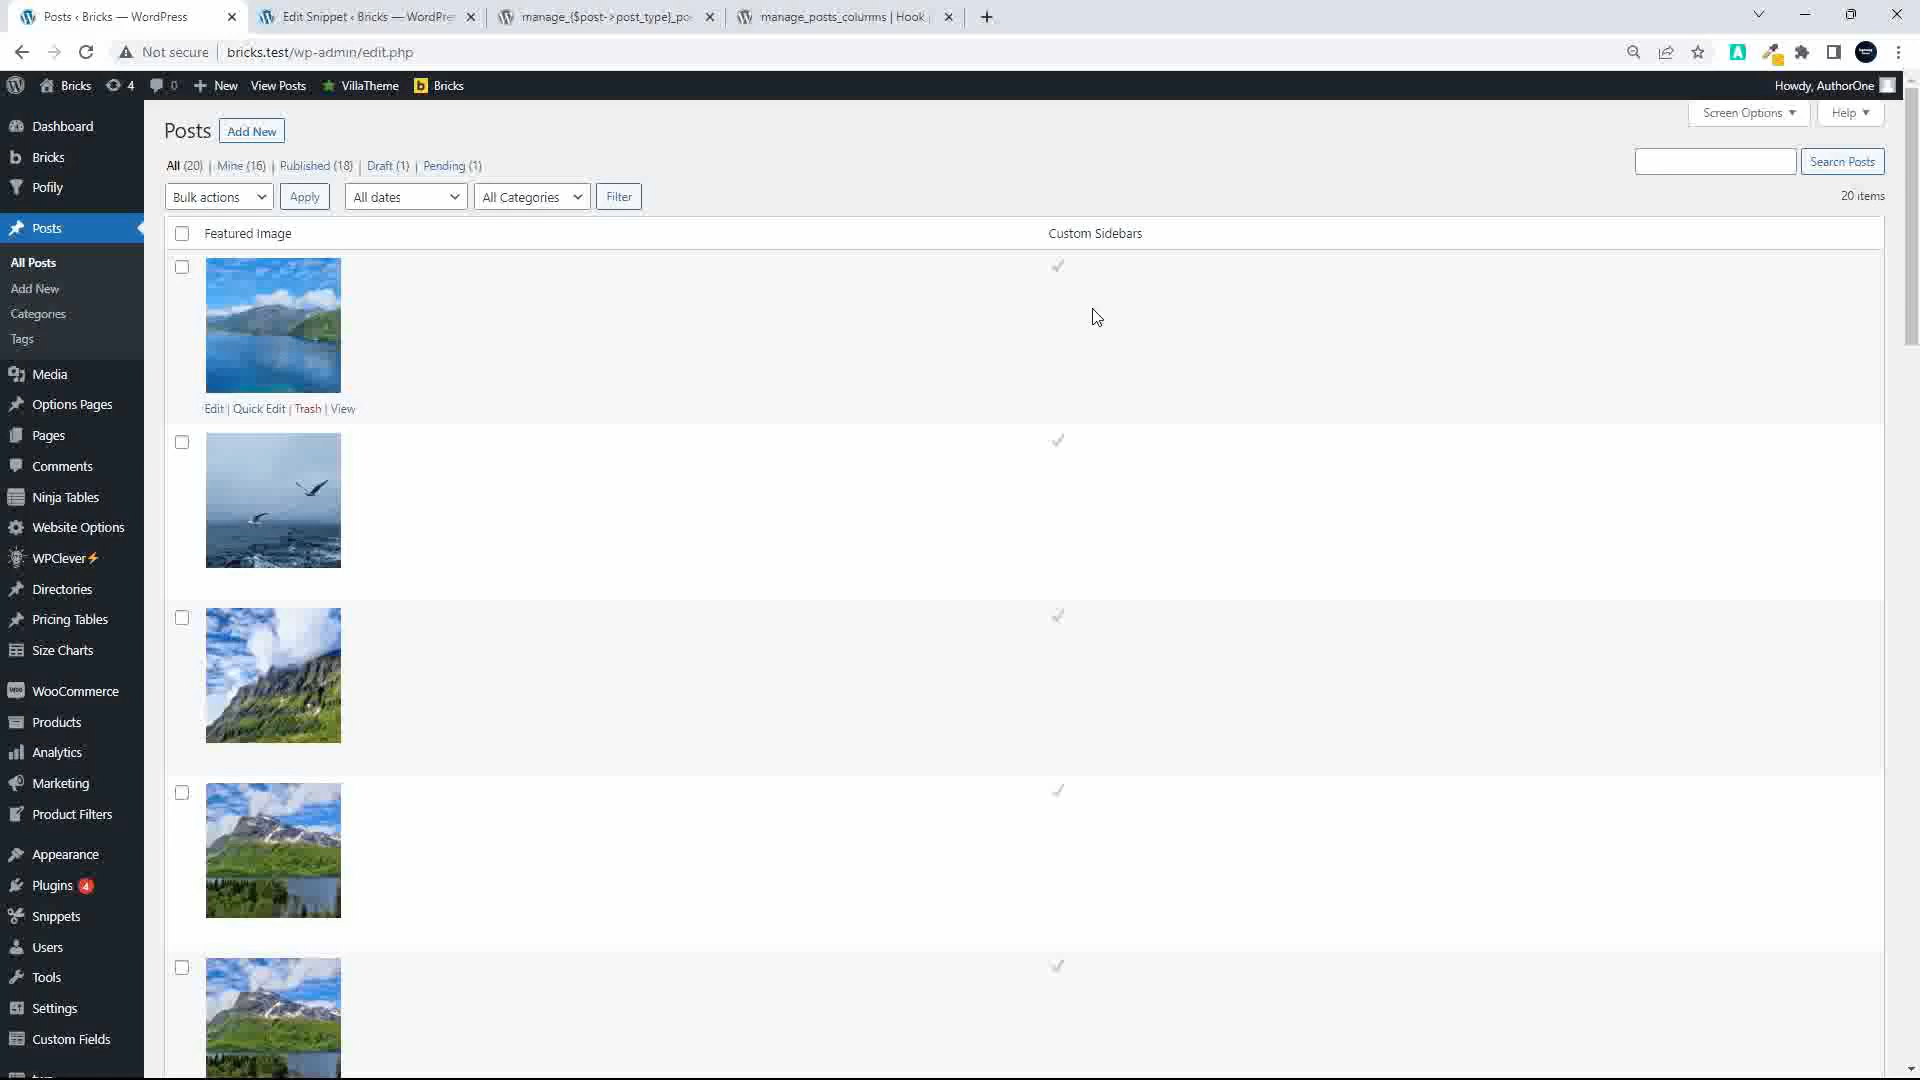 Posts ‹ Bricks — WordPress
Edit Snippet ‹ Bricks — WordPre
manage_{$post->post_type}_po
manage_posts_columns | Hook
Not secure
bricks.test/wp-admin/edit.php
Bricks
4
0
New
View Posts
VillaTheme
Bricks
Howdy, AuthorOne
Dashboard
Bricks
Pofily
Posts
All Posts
Add New
Categories
Tags
Media
Options Pages
Pages
Comments
Ninja Tables
Website Options
WPClever⚡
Directories
Pricing Tables
Size Charts
WooCommerce
Products
Analytics
Marketing
Product Filters
Appearance
Plugins 4
Snippets
Users
Tools
Settings
Custom Fields
Posts
Add New
Screen Options
Help
All (20) | Mine (16) | Published (18) | Draft (1) | Pending (1)
Search Posts
Bulk actions
Apply
All dates
All Categories
Filter
20 items
Featured Image
Custom Sidebars
Edit | Quick Edit | Trash | View